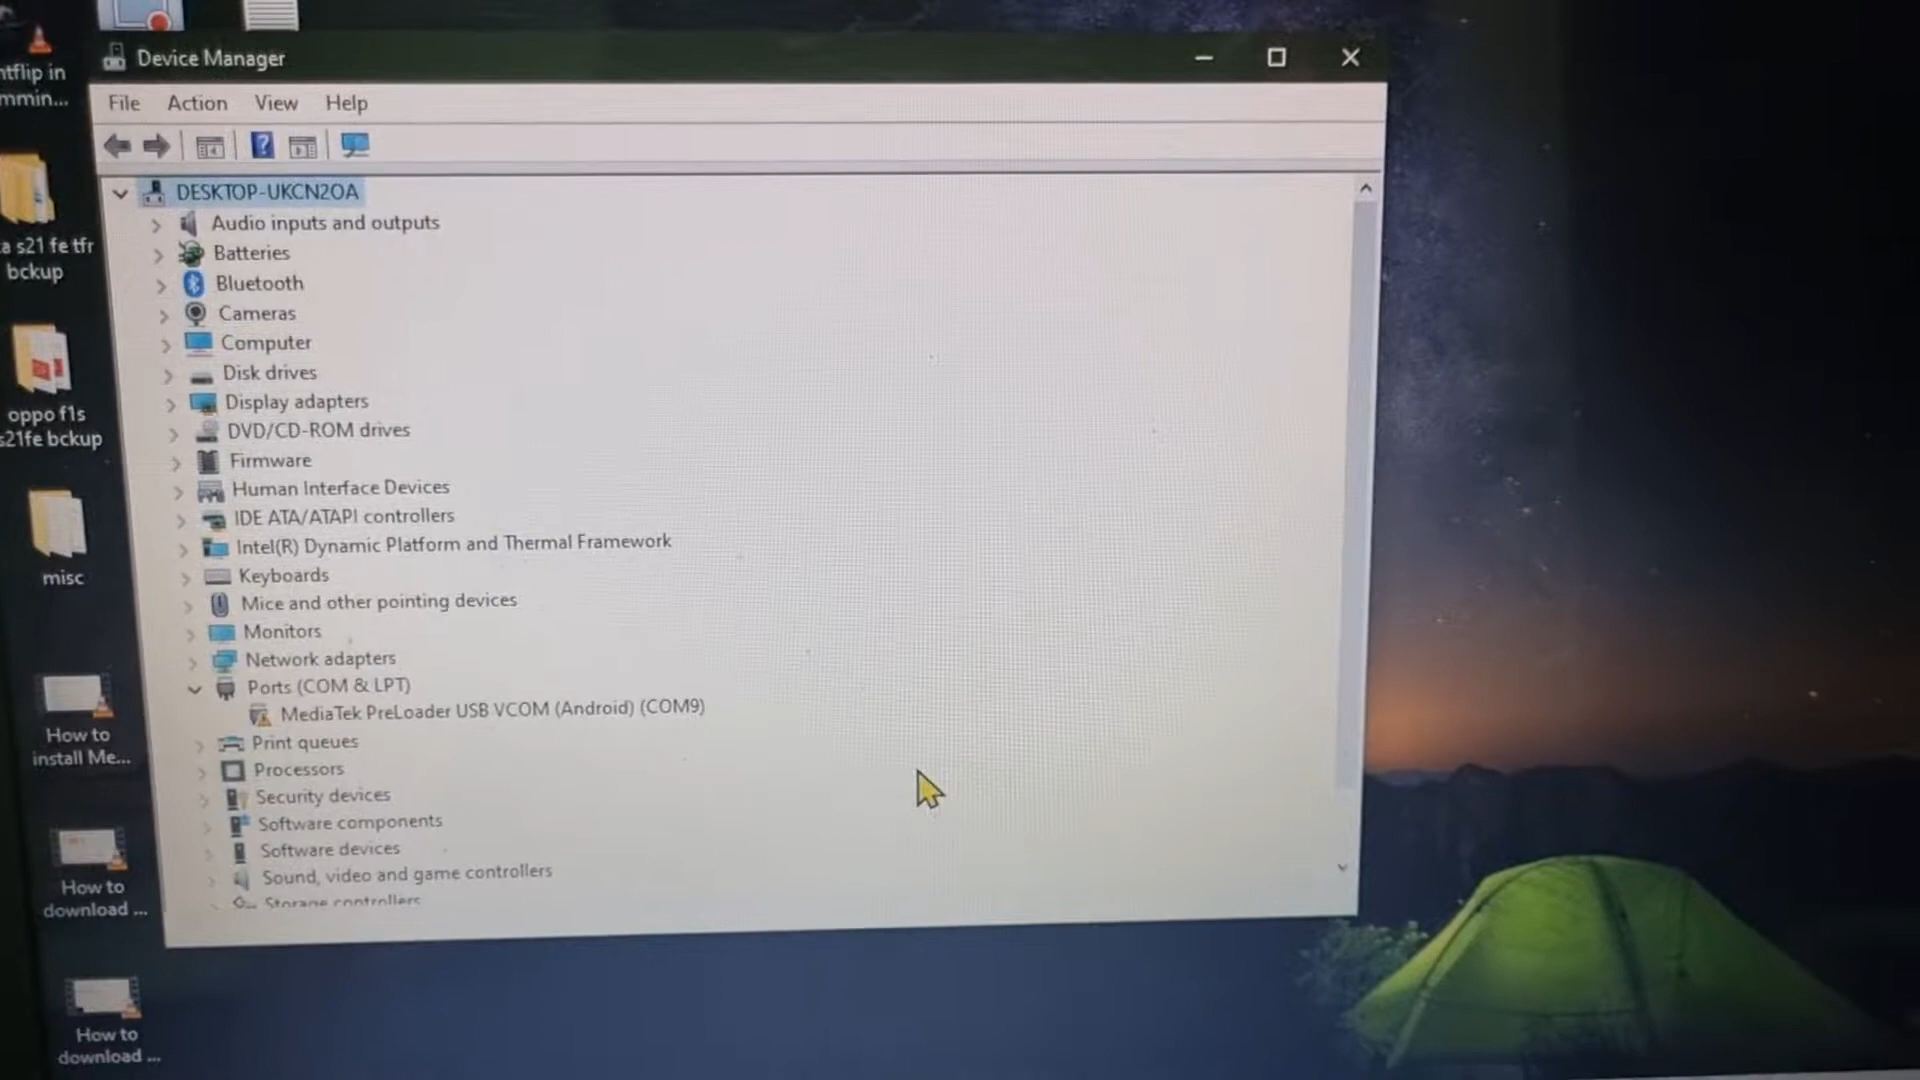 Device Manager
File Action View Help
DESKTOP-UKCN2OA
Audio inputs and outputs
Batteries
Bluetooth
Cameras
Computer
Disk drives
Display adapters
DVD/CD-ROM drives
Firmware
Human Interface Devices
IDE ATA/ATAPI controllers
Intel(R) Dynamic Platform and Thermal Framework
Keyboards
Mice and other pointing devices
Monitors
Network adapters
Ports (COM & LPT)
MediaTek PreLoader USB VCOM (Android) (COM9)
Print queues
Processors
Security devices
Software components
Software devices
Sound, video and game controllers
Storage controllers
ntflip in
mmin...
a s21 fe tfr
bckup
oppo f1s
s21fe bckup
misc
How to
install Me...
How to
download ...
How to
download ...